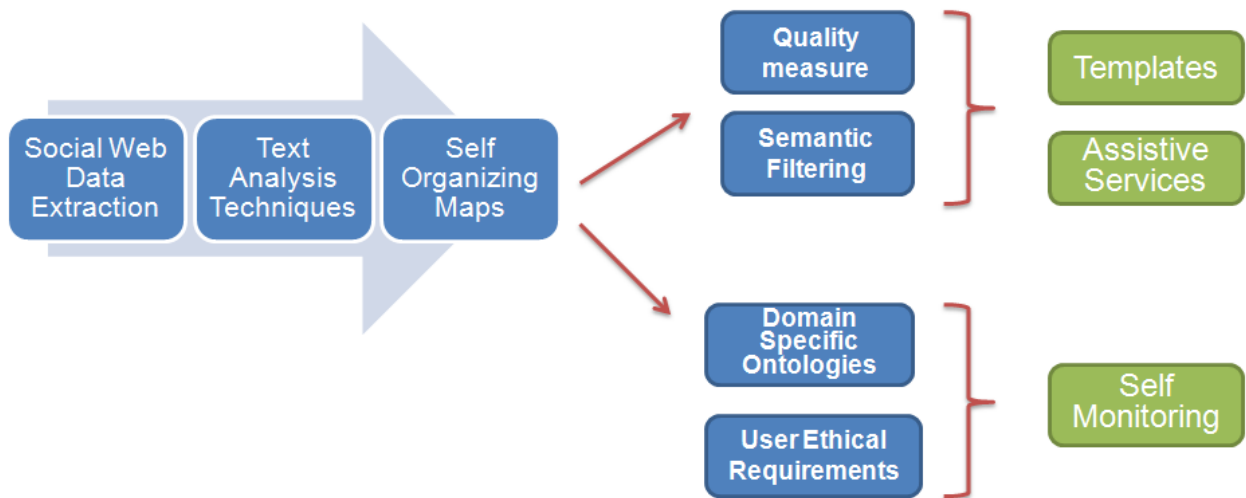 Social Web
Data
Extraction
Text
Analysis
Techniques
Self
Organizing
Maps
Quality
measure
Semantic
Filtering
Templates
Assistive
Services
Domain
Specific
Ontologies
User Ethical
Requirements
Self
Monitoring